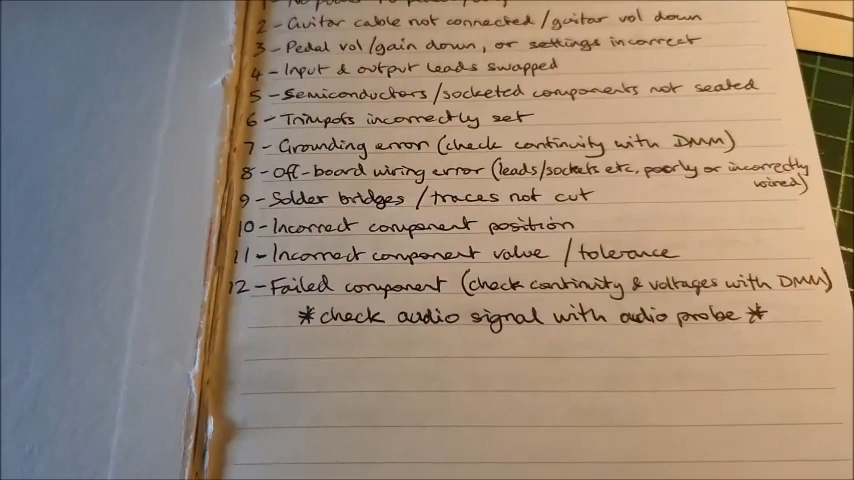 1 - No power to
2 - Guitar cable not connected / guitar vol down
3 - Pedal vol / gain down, or settings incorrect
4 - Input & output leads swapped
5 - Semiconductors / socketed components not seated
6 - Trimpots incorrectly set
7 - Grounding error (check continuity with DMM)
8 - Off-board wiring error (leads/sockets etc. poorly or incorrectly
wired)
9 - Solder bridges / traces not cut
10 - Incorrect component position
11 - Incorrect component value / tolerance
12 - Failed component (check continuity & voltages with DMM)
*check audio signal with audio probe*